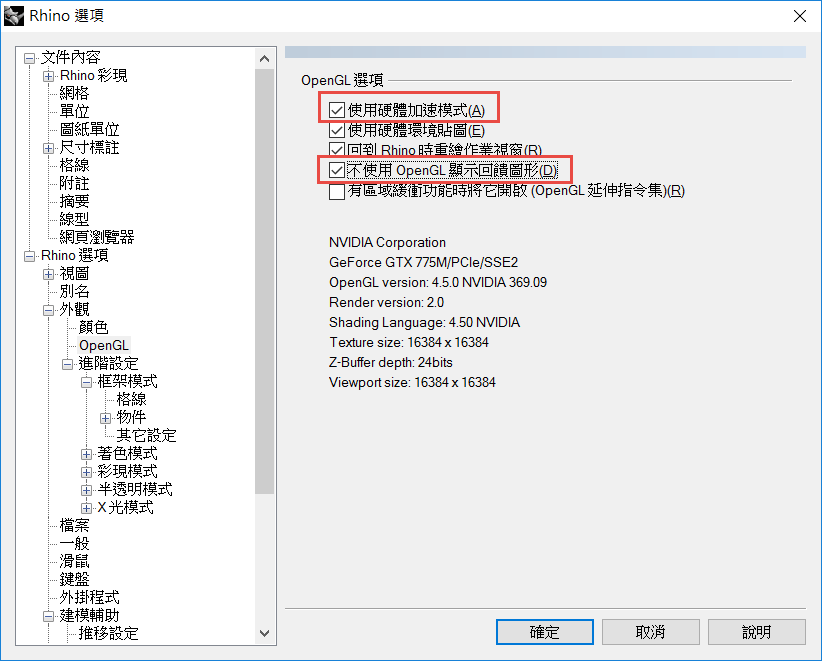 Rhino 選項
文件內容
Rhino 彩現
網格
單位
圖紙單位
尺寸標註
格線
附註
摘要
線型
網頁瀏覽器
Rhino 選項
視圖
別名
外觀
顏色
OpenGL
進階設定
框架模式
格線
物件
其它設定
著色模式
彩現模式
半透明模式
X 光模式
檔案
一般
滑鼠
鍵盤
外掛程式
建模輔助
推移設定
OpenGL 選項
使用硬體加速模式(A)
使用硬體環境貼圖(E)
回到 Rhino 時重繪作業視窗(R)
不使用 OpenGL 顯示回饋圖形(D)
有區域緩衝功能時將它開啟 (OpenGL 延伸指令集)(R)
NVIDIA Corporation
GeForce GTX 775M/PCIe/SSE2
OpenGL version: 4.5.0 NVIDIA 369.09
Render version: 2.0
Shading Language: 4.50 NVIDIA
Texture size: 16384 x 16384
Z-Buffer depth: 24bits
Viewport size: 16384 x 16384
確定
取消
說明